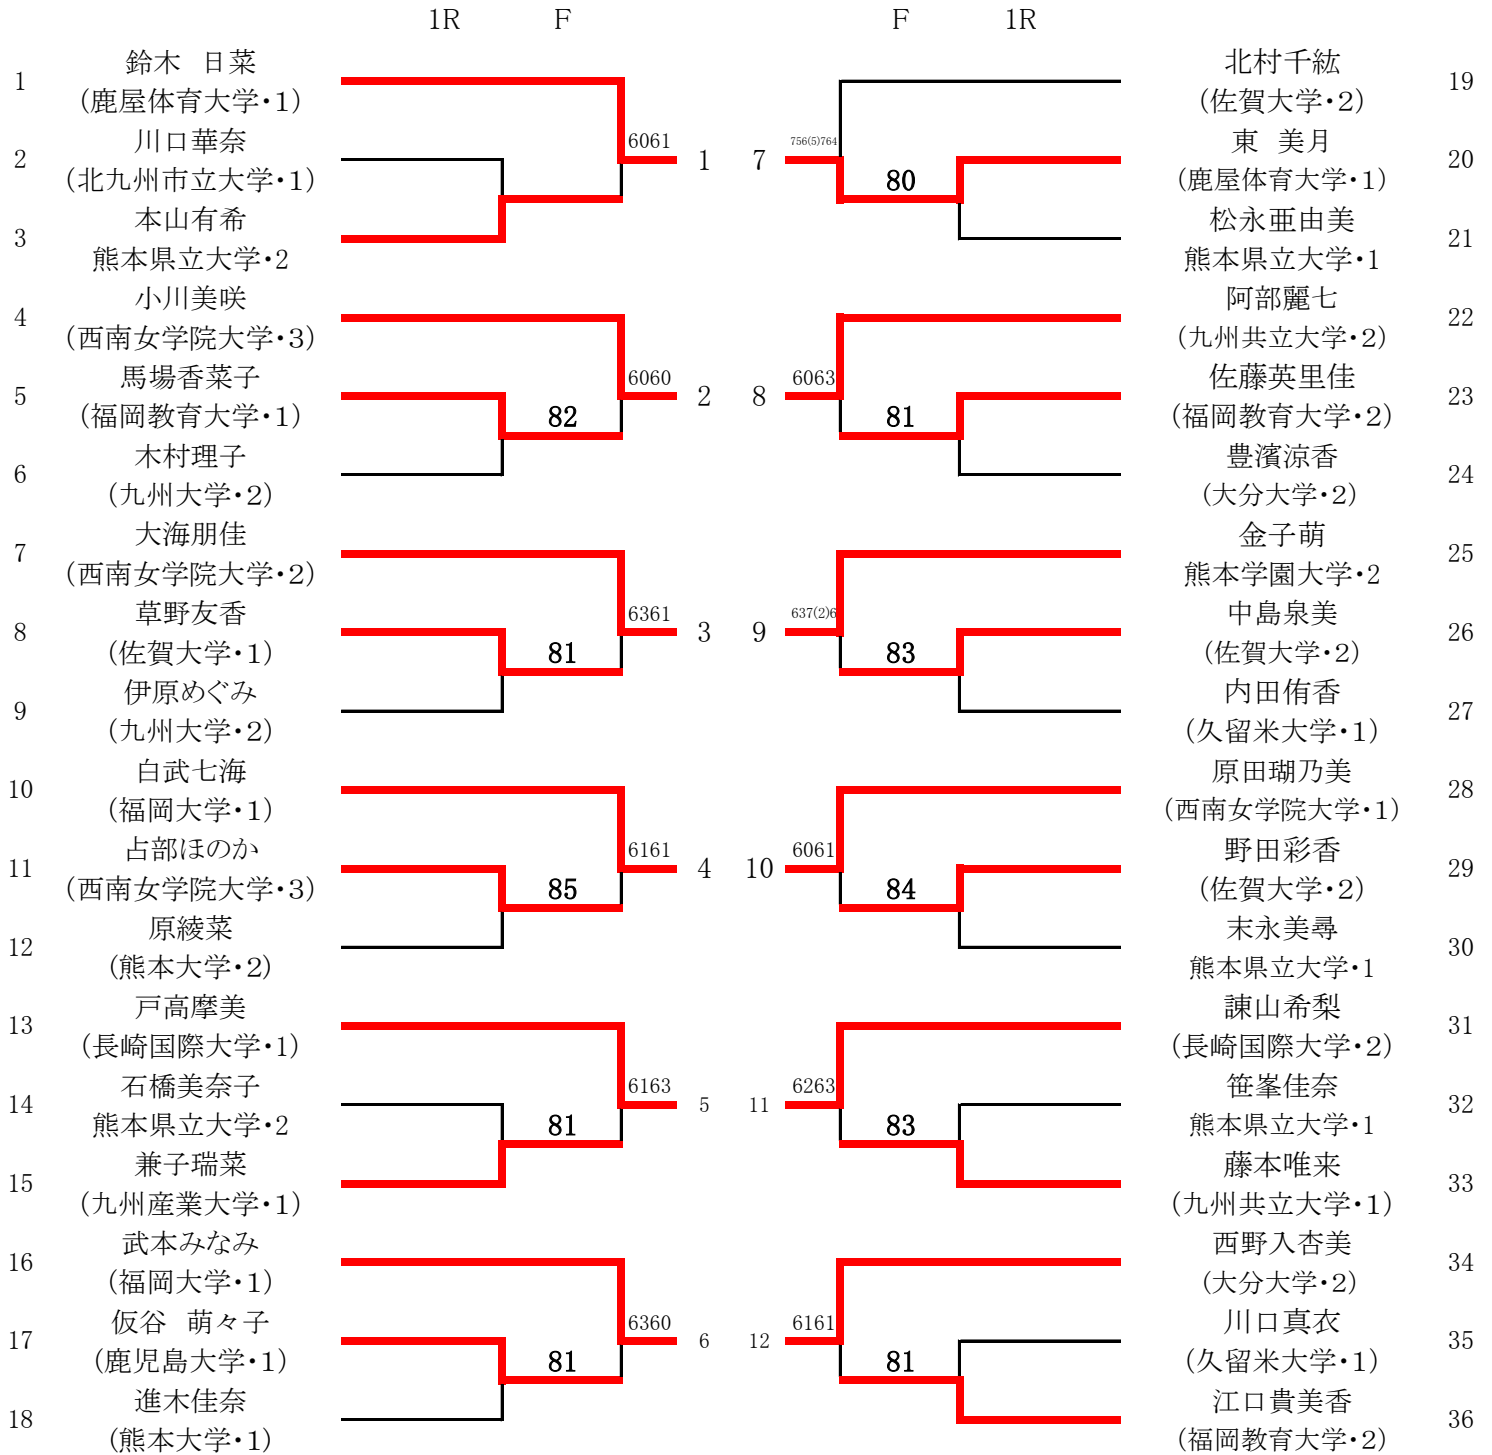 1R F F 1R
1 鈴木 日菜
(鹿屋体育大学・1)
2 川口華奈
(北九州市立大学・1)
3 本山有希
熊本県立大学・2
6061 1
4 小川美咲
(西南女学院大学・3)
5 馬場香菜子
(福岡教育大学・1)
6 木村理子
(九州大学・2)
82
6060 2
7 大海朋佳
(西南女学院大学・2)
8 草野友香
(佐賀大学・1)
9 伊原めぐみ
(九州大学・2)
81
6361 3
10 白武七海
(福岡大学・1)
11 占部ほのか
(西南女学院大学・3)
12 原綾菜
(熊本大学・2)
85
6161 4
13 戸高摩美
(長崎国際大学・1)
14 石橋美奈子
熊本県立大学・2
15 兼子瑞菜
(九州産業大学・1)
81
6163 5
16 武本みなみ
(福岡大学・1)
17 仮谷 萌々子
(鹿児島大学・1)
18 進木佳奈
(熊本大学・1)
81
6360 6
北村千紘 19
(佐賀大学・2)
東 美月 20
(鹿屋体育大学・1)
松永亜由美 21
熊本県立大学・1
80
7 756(5)764
阿部麗七 22
(九州共立大学・2)
佐藤英里佳 23
(福岡教育大学・2)
豊濱涼香 24
(大分大学・2)
81
8 6063
金子萌 25
熊本学園大学・2
中島泉美 26
(佐賀大学・2)
内田侑香 27
(久留米大学・1)
83
9 637(2)6
原田瑚乃美 28
(西南女学院大学・1)
野田彩香 29
(佐賀大学・2)
末永美尋 30
熊本県立大学・1
84
10 6061
諫山希梨 31
(長崎国際大学・2)
笹峯佳奈 32
熊本県立大学・1
藤本唯来 33
(九州共立大学・1)
83
11 6263
西野入杏美 34
(大分大学・2)
川口真衣 35
(久留米大学・1)
江口貴美香 36
(福岡教育大学・2)
81
12 6161